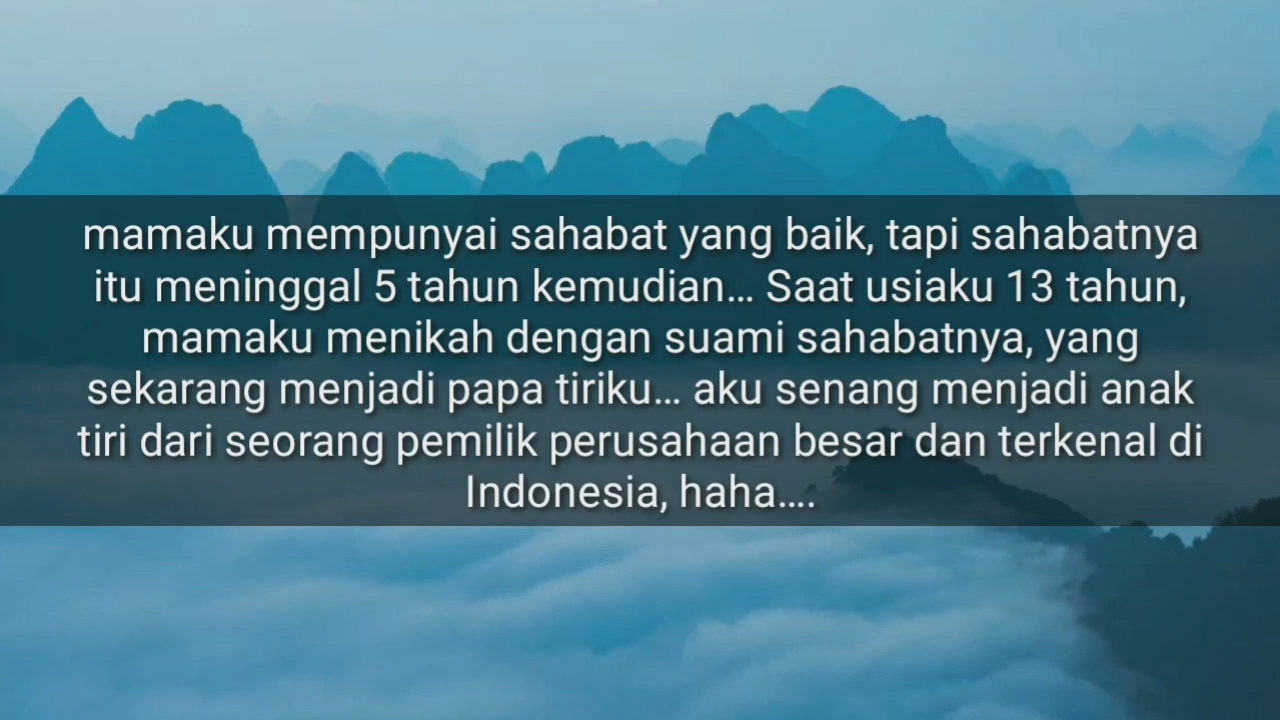 mamaku mempunyai sahabat yang baik, tapi sahabatnya
itu meninggal 5 tahun kemudian... Saat usiaku 13 tahun,
mamaku menikah dengan suami sahabatnya, yang
sekarang menjadi papa tiriku... aku senang menjadi anak
tiri dari seorang pemilik perusahaan besar dan terkenal di
Indonesia, haha....